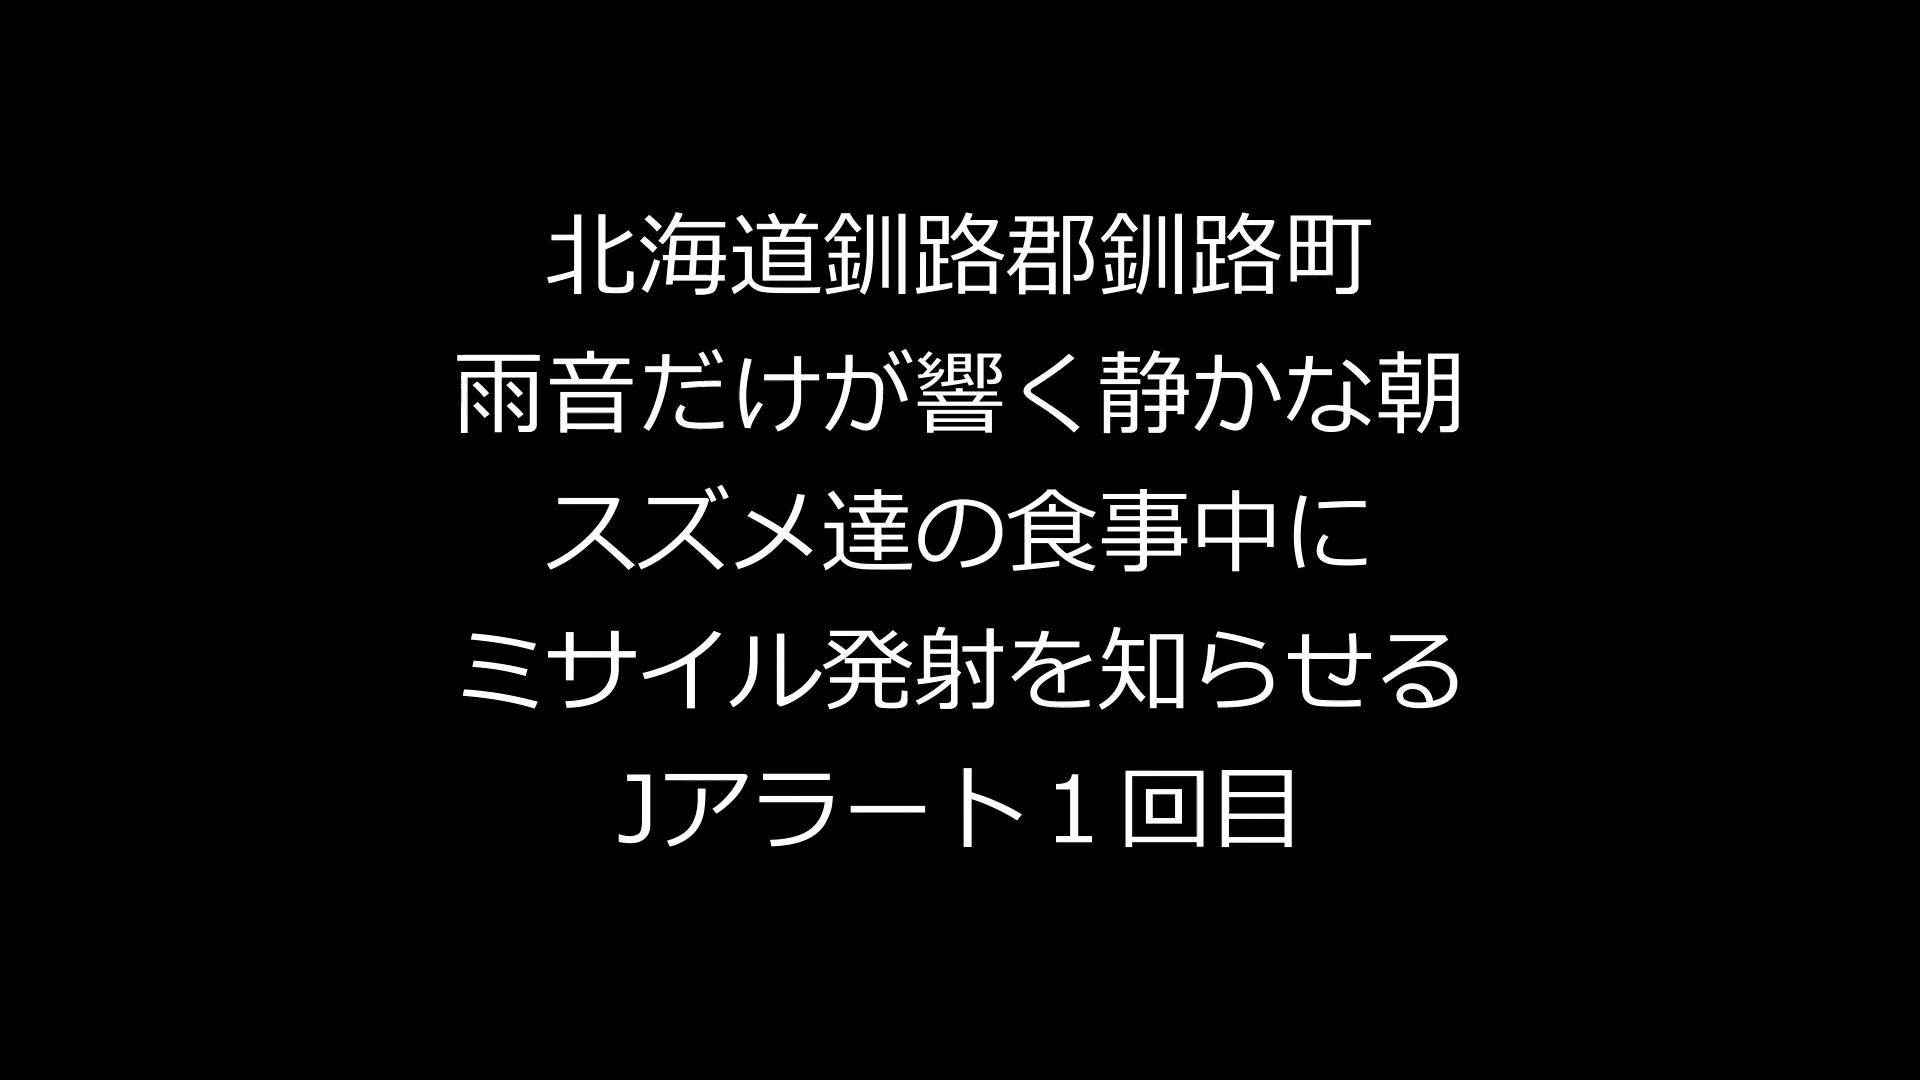 北海道釧路郡釧路町
雨音だけが響く静かな朝
スズメ達の食事中に
ミサイル発射を知らせる
Jアラート１回目